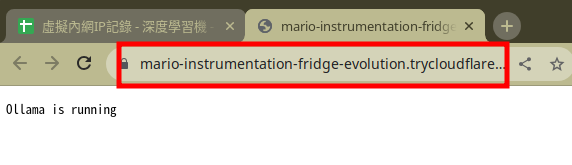 虛擬內網IP記錄 - 深度學習機 -
mario-instrumentation-fridge
mario-instrumentation-fridge-evolution.trycloudflare...
Ollama is running